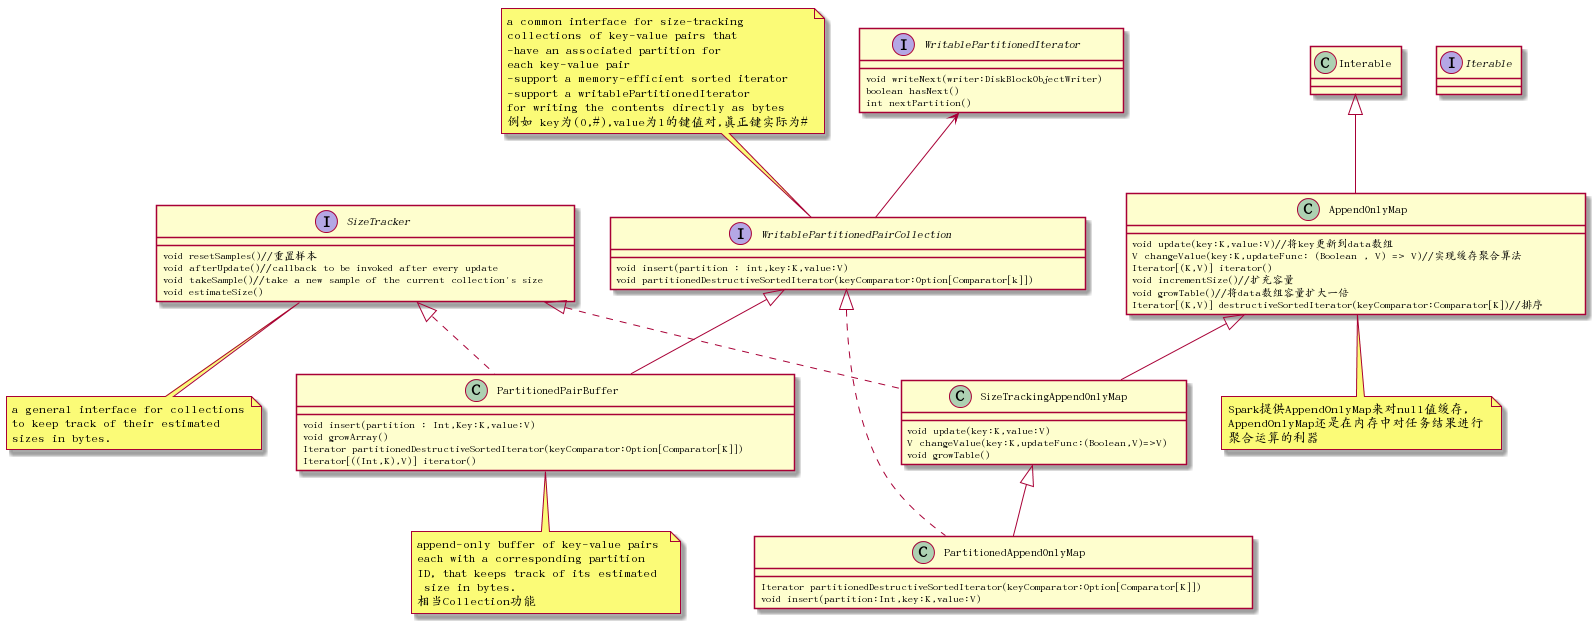 a common interface for size-tracking
collections of key-value pairs that
-have an associated partition for
each key-value pair
-support a memory-efficient sorted iterator
-support a writablePartitionedIterator
for writing the contents directly as bytes
例如 key为(0,#),value为1的键值对,真正键实际为#
I WritablePartitionedIterator
void writeNext(writer:DiskBlockObjectWriter)
boolean hasNext()
int nextPartition()
C Interable
I Iterable
I SizeTracker
void resetSamples()//重置样本
void afterUpdate()//callback to be invoked after every update
void takeSample()//take a new sample of the current collection's size
void estimateSize()
I WritablePartitionedPairCollection
void insert(partition : int,key:K,value:V)
void partitionedDestructiveSortedIterator(keyComparator:Option[Comparator[k]])
C AppendOnlyMap
void update(key:K,value:V)//将key更新到data数组
V changeValue(key:K,updateFunc: (Boolean , V) => V)//实现缓存聚合算法
Iterator[(K,V)] iterator()
void incrementSize()//扩充容量
void growTable()//将data数组容量扩大一倍
Iterator[(K,V)] destructiveSortedIterator(keyComparator:Comparator[K])//排序
a general interface for collections
to keep track of their estimated
sizes in bytes.
C PartitionedPairBuffer
void insert(partition : Int,Key:K,value:V)
void growArray()
Iterator partitionedDestructiveSortedIterator(keyComparator:Option[Comparator[K]])
Iterator[((Int,K),V)] iterator()
C SizeTrackingAppendOnlyMap
void update(key:K,value:V)
V changeValue(key:K,updateFunc:(Boolean,V)=>V)
void growTable()
Spark提供AppendOnlyMap来对null值缓存,
AppendOnlyMap还是在内存中对任务结果进行
聚合运算的利器
append-only buffer of key-value pairs
each with a corresponding partition
ID, that keeps track of its estimated
size in bytes.
相当Collection功能
C PartitionedAppendOnlyMap
Iterator partitionedDestructiveSortedIterator(keyComparator:Option[Comparator[K]])
void insert(partition:Int,key:K,value:V)